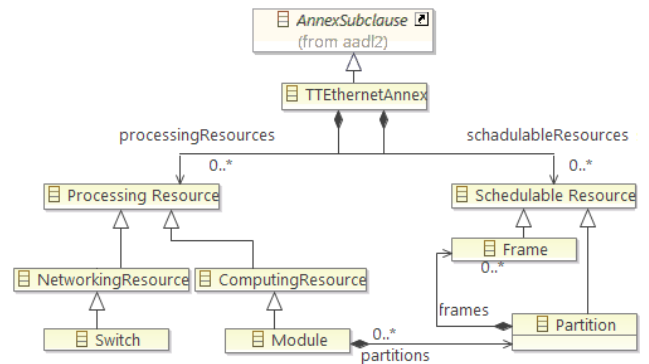 AnnexSubclause
(from aadl2)
TTEthernetAnnex
processingResources
schadulableResources
0..*
0..*
Processing Resource
Schedulable Resource
Frame
0..*
NetworkingResource
ComputingResource
frames
Partition
Switch
Module
0..*
partitions